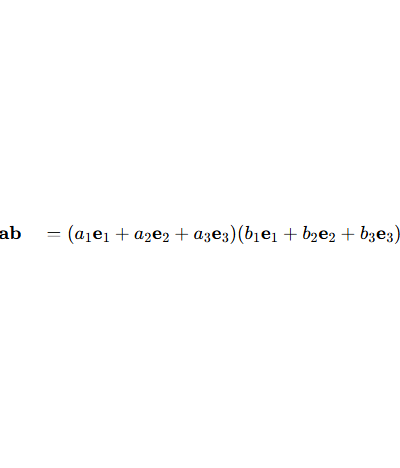 ab = (a₁e₁ + a₂e₂ + a₃e₃)(b₁e₁ + b₂e₂ + b₃e₃)